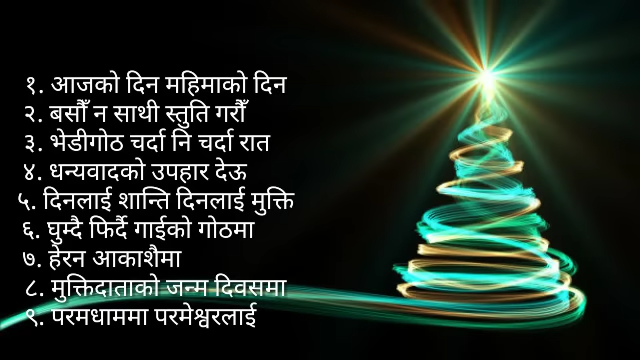 १. आजको दिन महिमाको दिन
२. बसौँ न साथी स्तुति गरौँ
३. भेडीगोठ चर्दा नि चर्दा रात
४. धन्यवादको उपहार देऊ
५. दिनलाई शान्ति दिनलाई मुक्ति
६. घुम्दै फिर्दै गाईको गोठमा
७. हेरन आकाशैमा
८. मुक्तिदाताको जन्म दिवसमा
९. परमधाममा परमेश्वरलाई